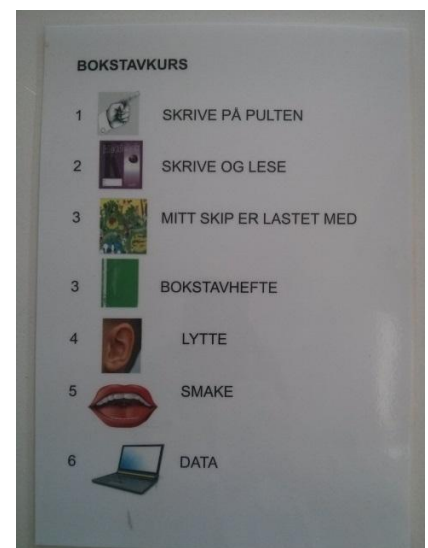 BOKSTAVKURS
1 SKRIVE PÅ PULTEN
2 SKRIVE OG LESE
3 MITT SKIP ER LASTET MED
3 BOKSTAVHEFTE
4 LYTTE
5 SMAKE
6 DATA